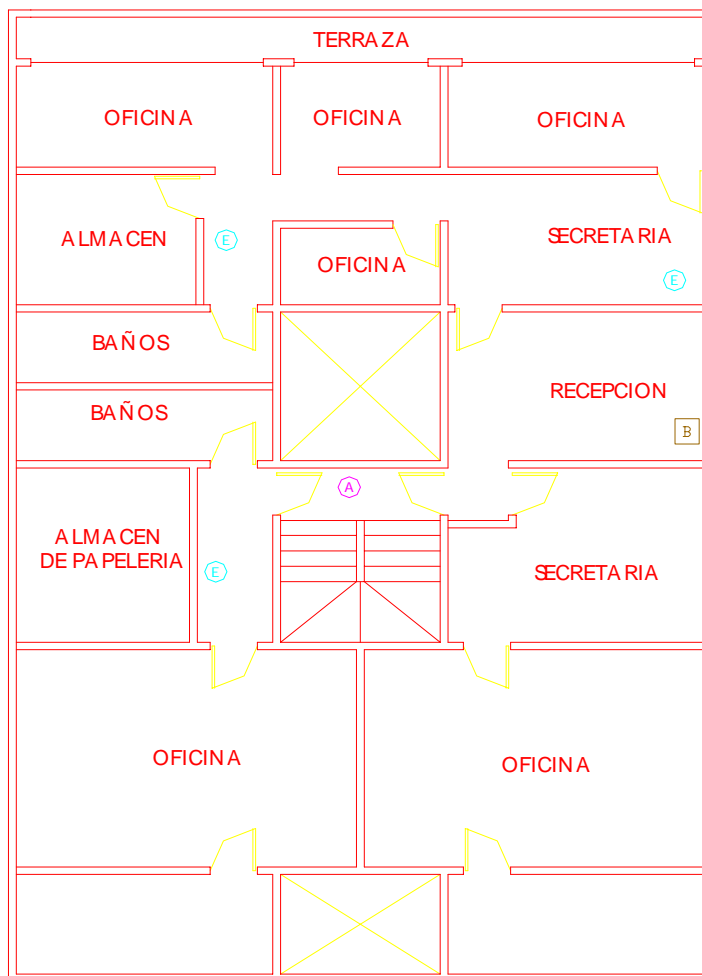 TERRAZA
OFICINA
OFICINA
OFICINA
ALMACEN
E
OFICINA
SECRETARIA
E
BAÑOS
RECEPCION
BAÑOS
B
A
ALMACEN
DE PAPELERIA
E
SECRETARIA
OFICINA
OFICINA